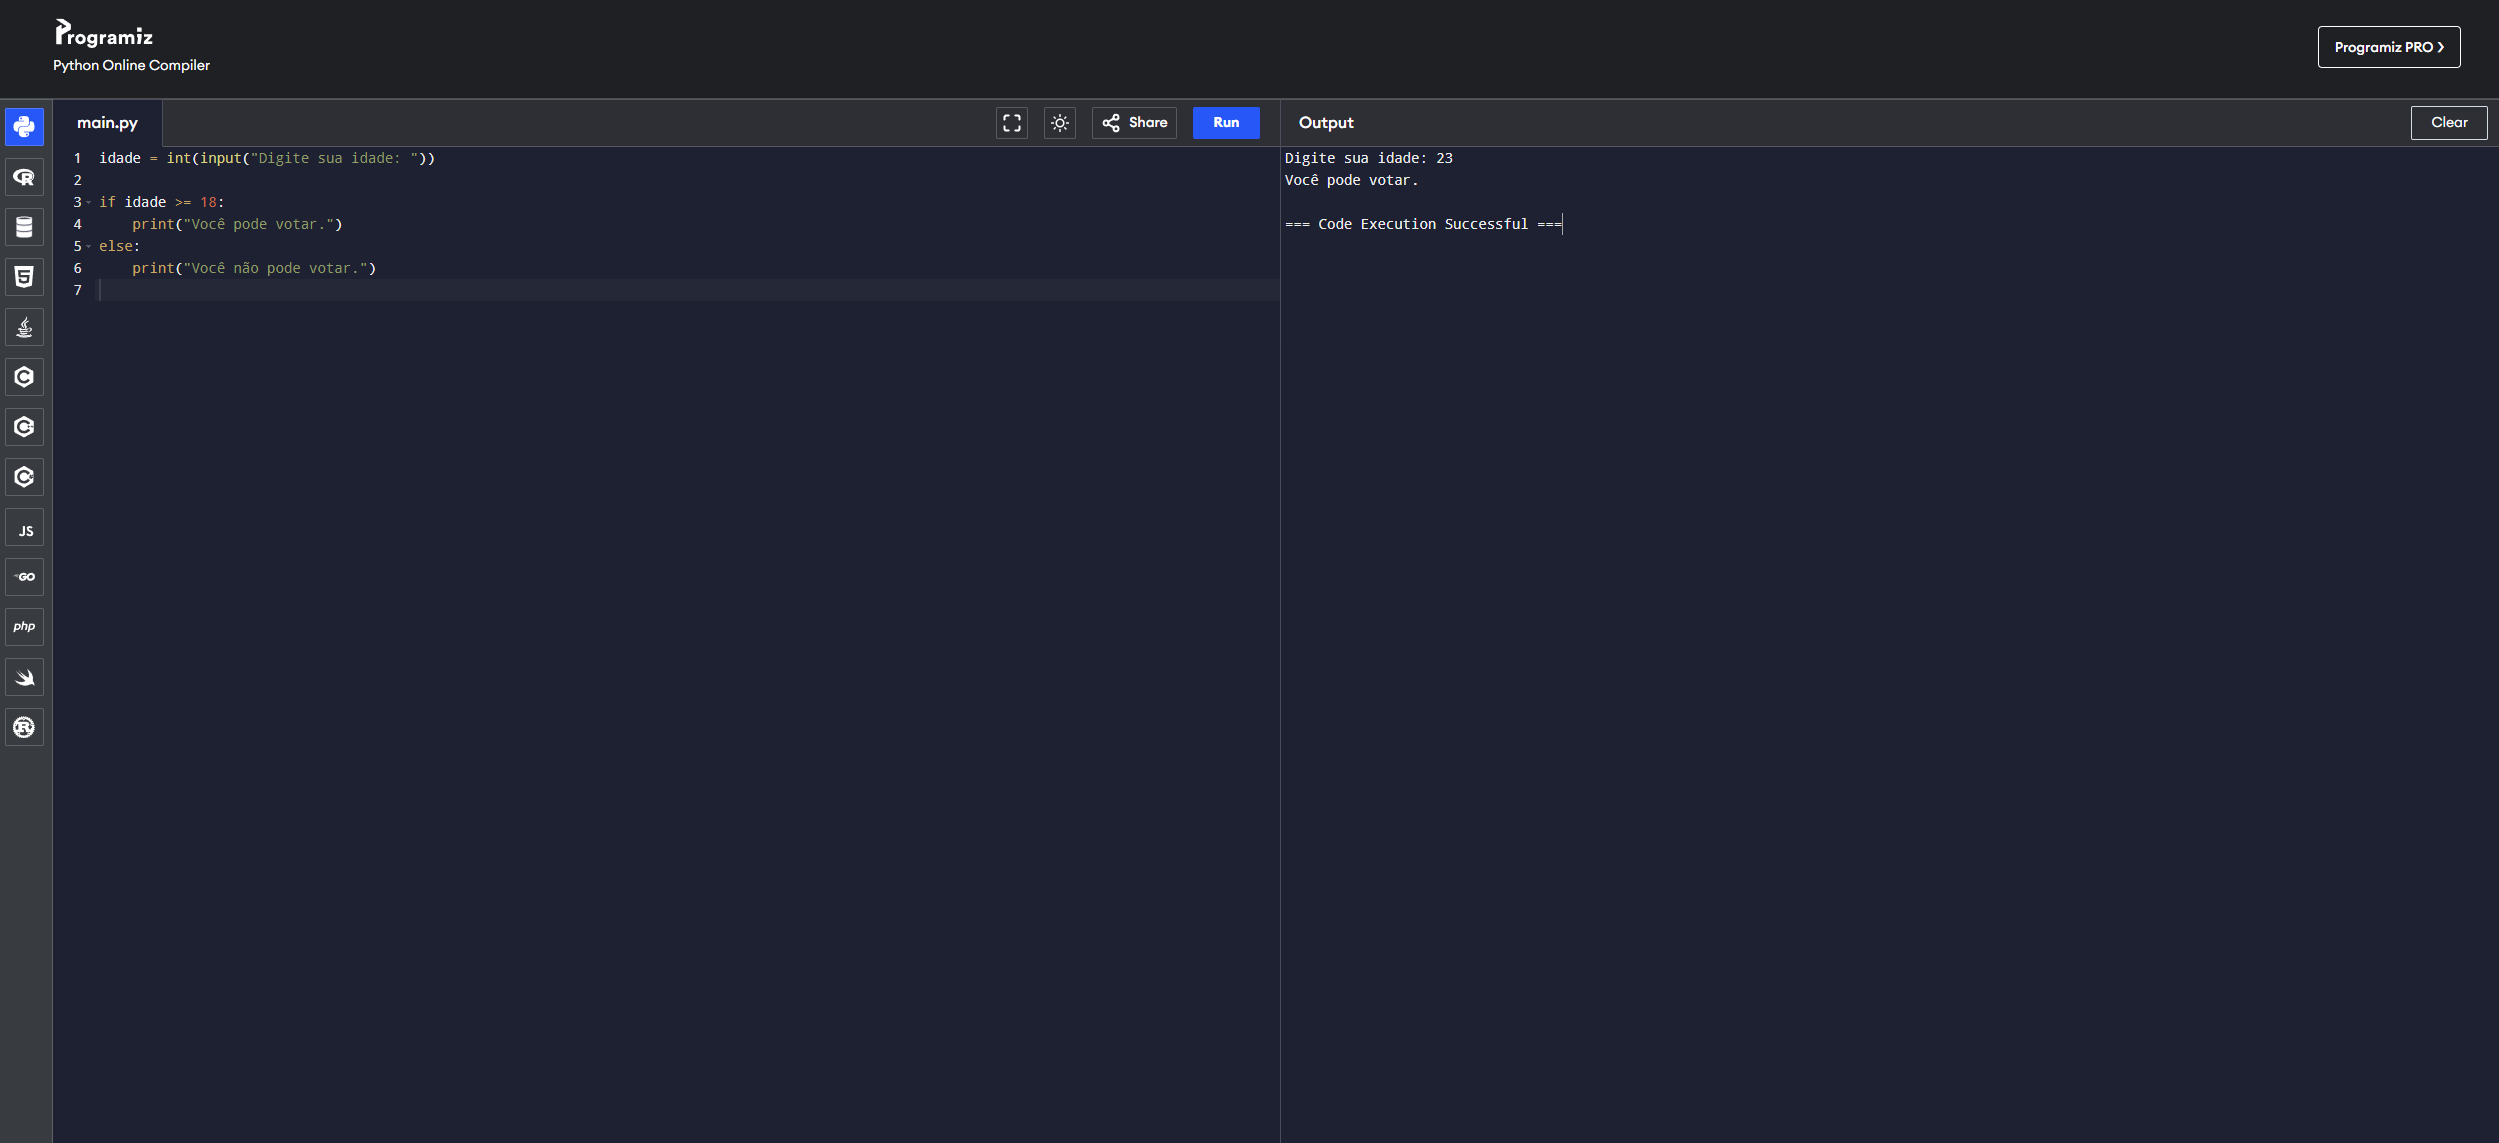 Programiz
Python Online Compiler
Programiz PRO ❯
main.py
Share
Run
Output
Clear
1 idade = int(input("Digite sua idade: "))
2
3 if idade >= 18:
4     print("Você pode votar.")
5 else:
6     print("Você não pode votar.")
7
Digite sua idade: 23
Você pode votar.
=== Code Execution Successful ===
R
5
C
C
C
JS
GO
php
R